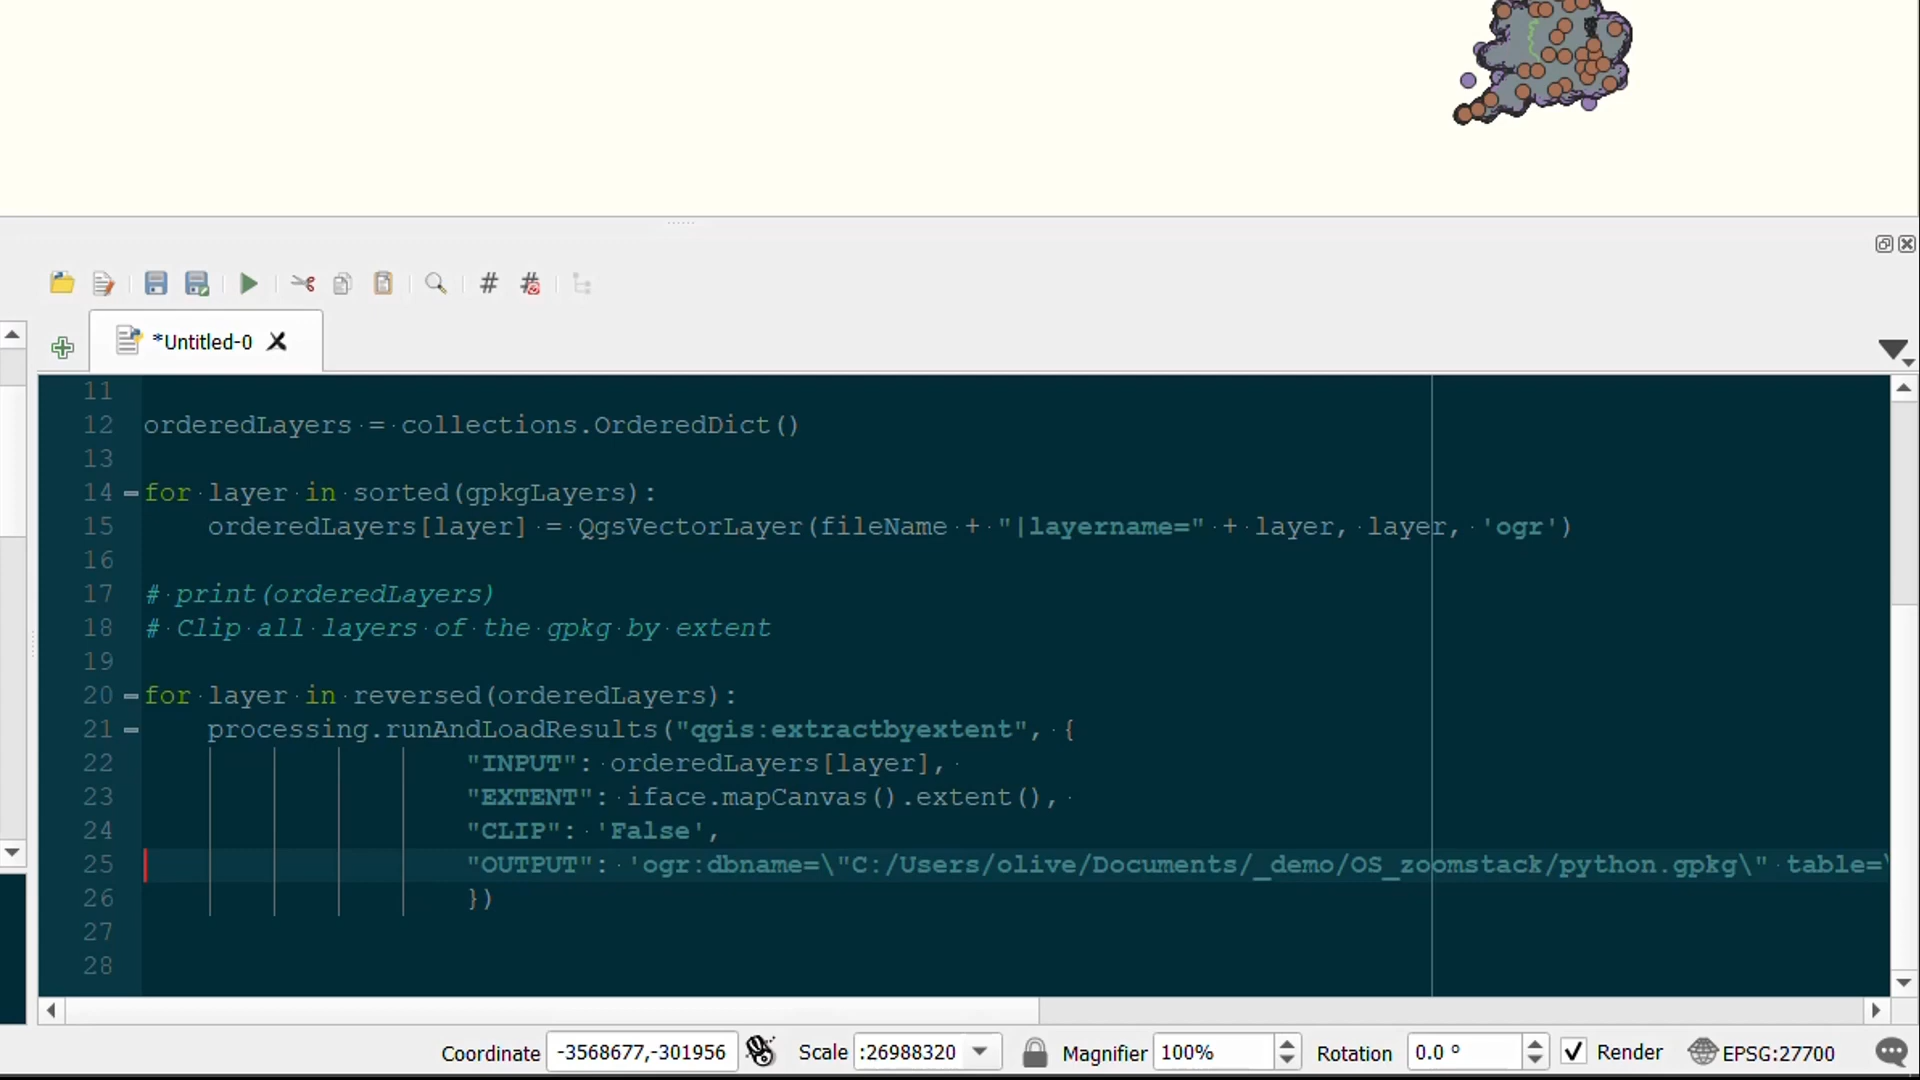 *Untitled-0
11
12 orderedLayers = collections.OrderedDict()
13
14 for layer in sorted(gpkgLayers):
15 orderedLayers[layer] = QgsVectorLayer(fileName + "|layername=" + layer, layer, 'ogr')
16
17 # print(orderedLayers)
18 # Clip all layers of the gpkg by extent
19
20 for layer in reversed(orderedLayers):
21 processing.runAndLoadResults("qgis:extractbyextent", {
22 "INPUT": orderedLayers[layer],
23 "EXTENT": iface.mapCanvas().extent(),
24 "CLIP": 'False',
25 "OUTPUT": 'ogr:dbname=\"C:/Users/olive/Documents/_demo/OS_zoomstack/python.gpkg\" table=\
26 })
27
28
Coordinate -3568677,-301956 Scale :26988320 Magnifier 100% Rotation 0.0 ° Render EPSG:27700